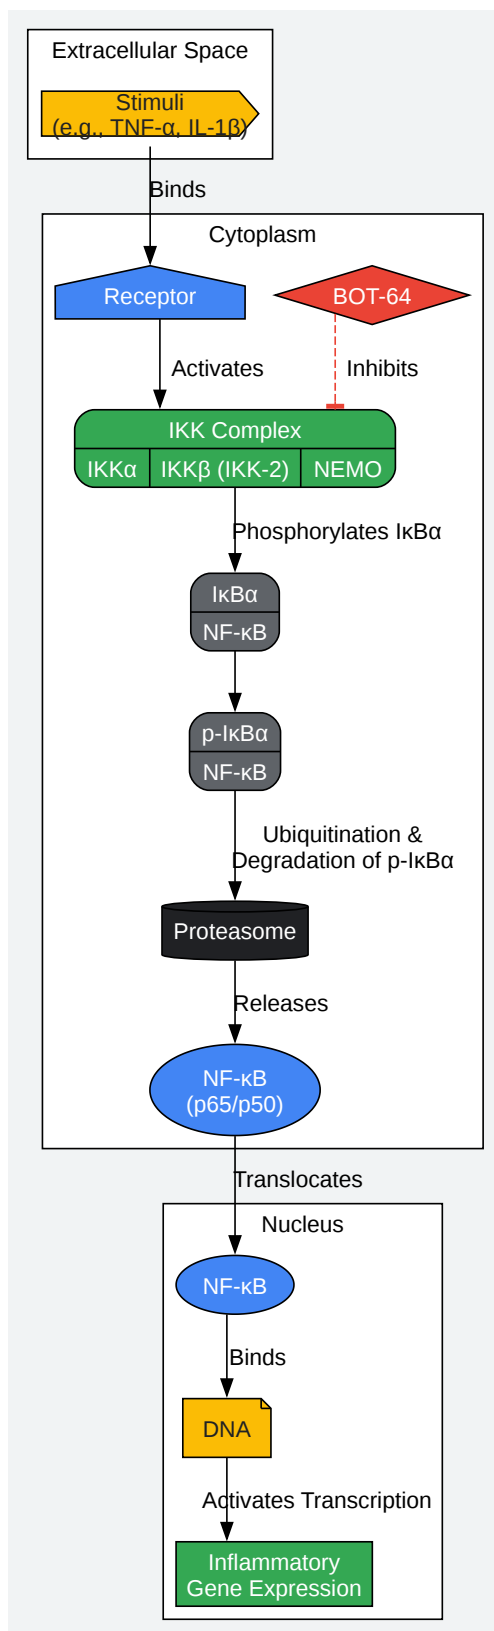 Extracellular Space
Stimuli
(e.g., TNF-α, IL-1β)
Binds
Cytoplasm
Receptor
BOT-64
Activates
Inhibits
IKK Complex
IKKα
IKKβ (IKK-2)
NEMO
Phosphorylates IκBα
IκBα
NF-κB
p-IκBα
NF-κB
Ubiquitination &
Degradation of p-IκBα
Proteasome
Releases
NF-κB
(p65/p50)
Translocates
Nucleus
NF-κB
Binds
DNA
Activates Transcription
Inflammatory
Gene Expression